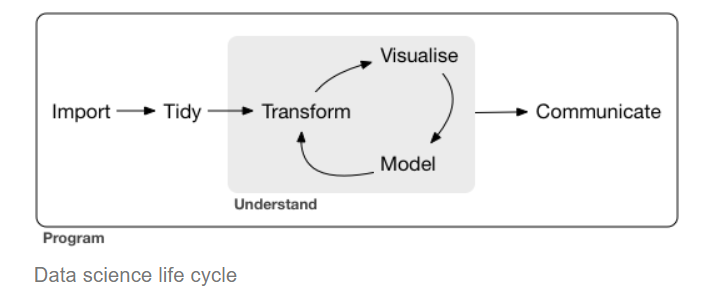 Visualise
Import Tidy Transform Communicate
Model
Understand
Program
Data science life cycle